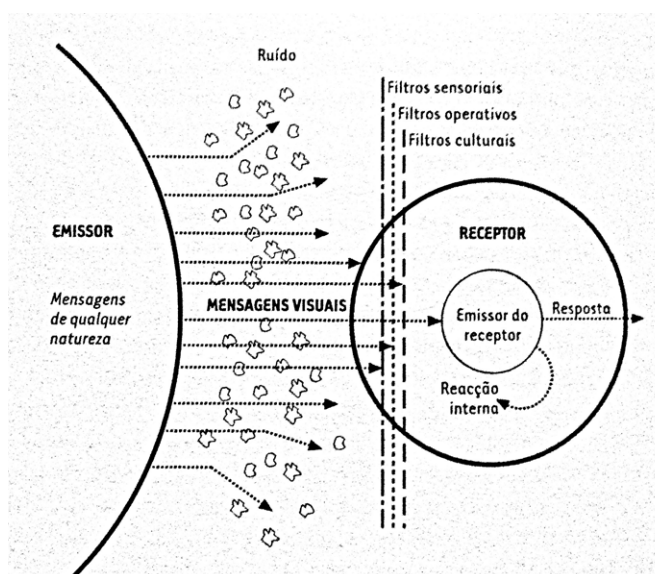 Ruído
Filtros sensoriais
Filtros operativos
Filtros culturais
EMISSOR
RECEPTOR
Mensagens
de qualquer
natureza
MENSAGENS VISUAIS
Emissor do
receptor
Resposta
Reacção
interna